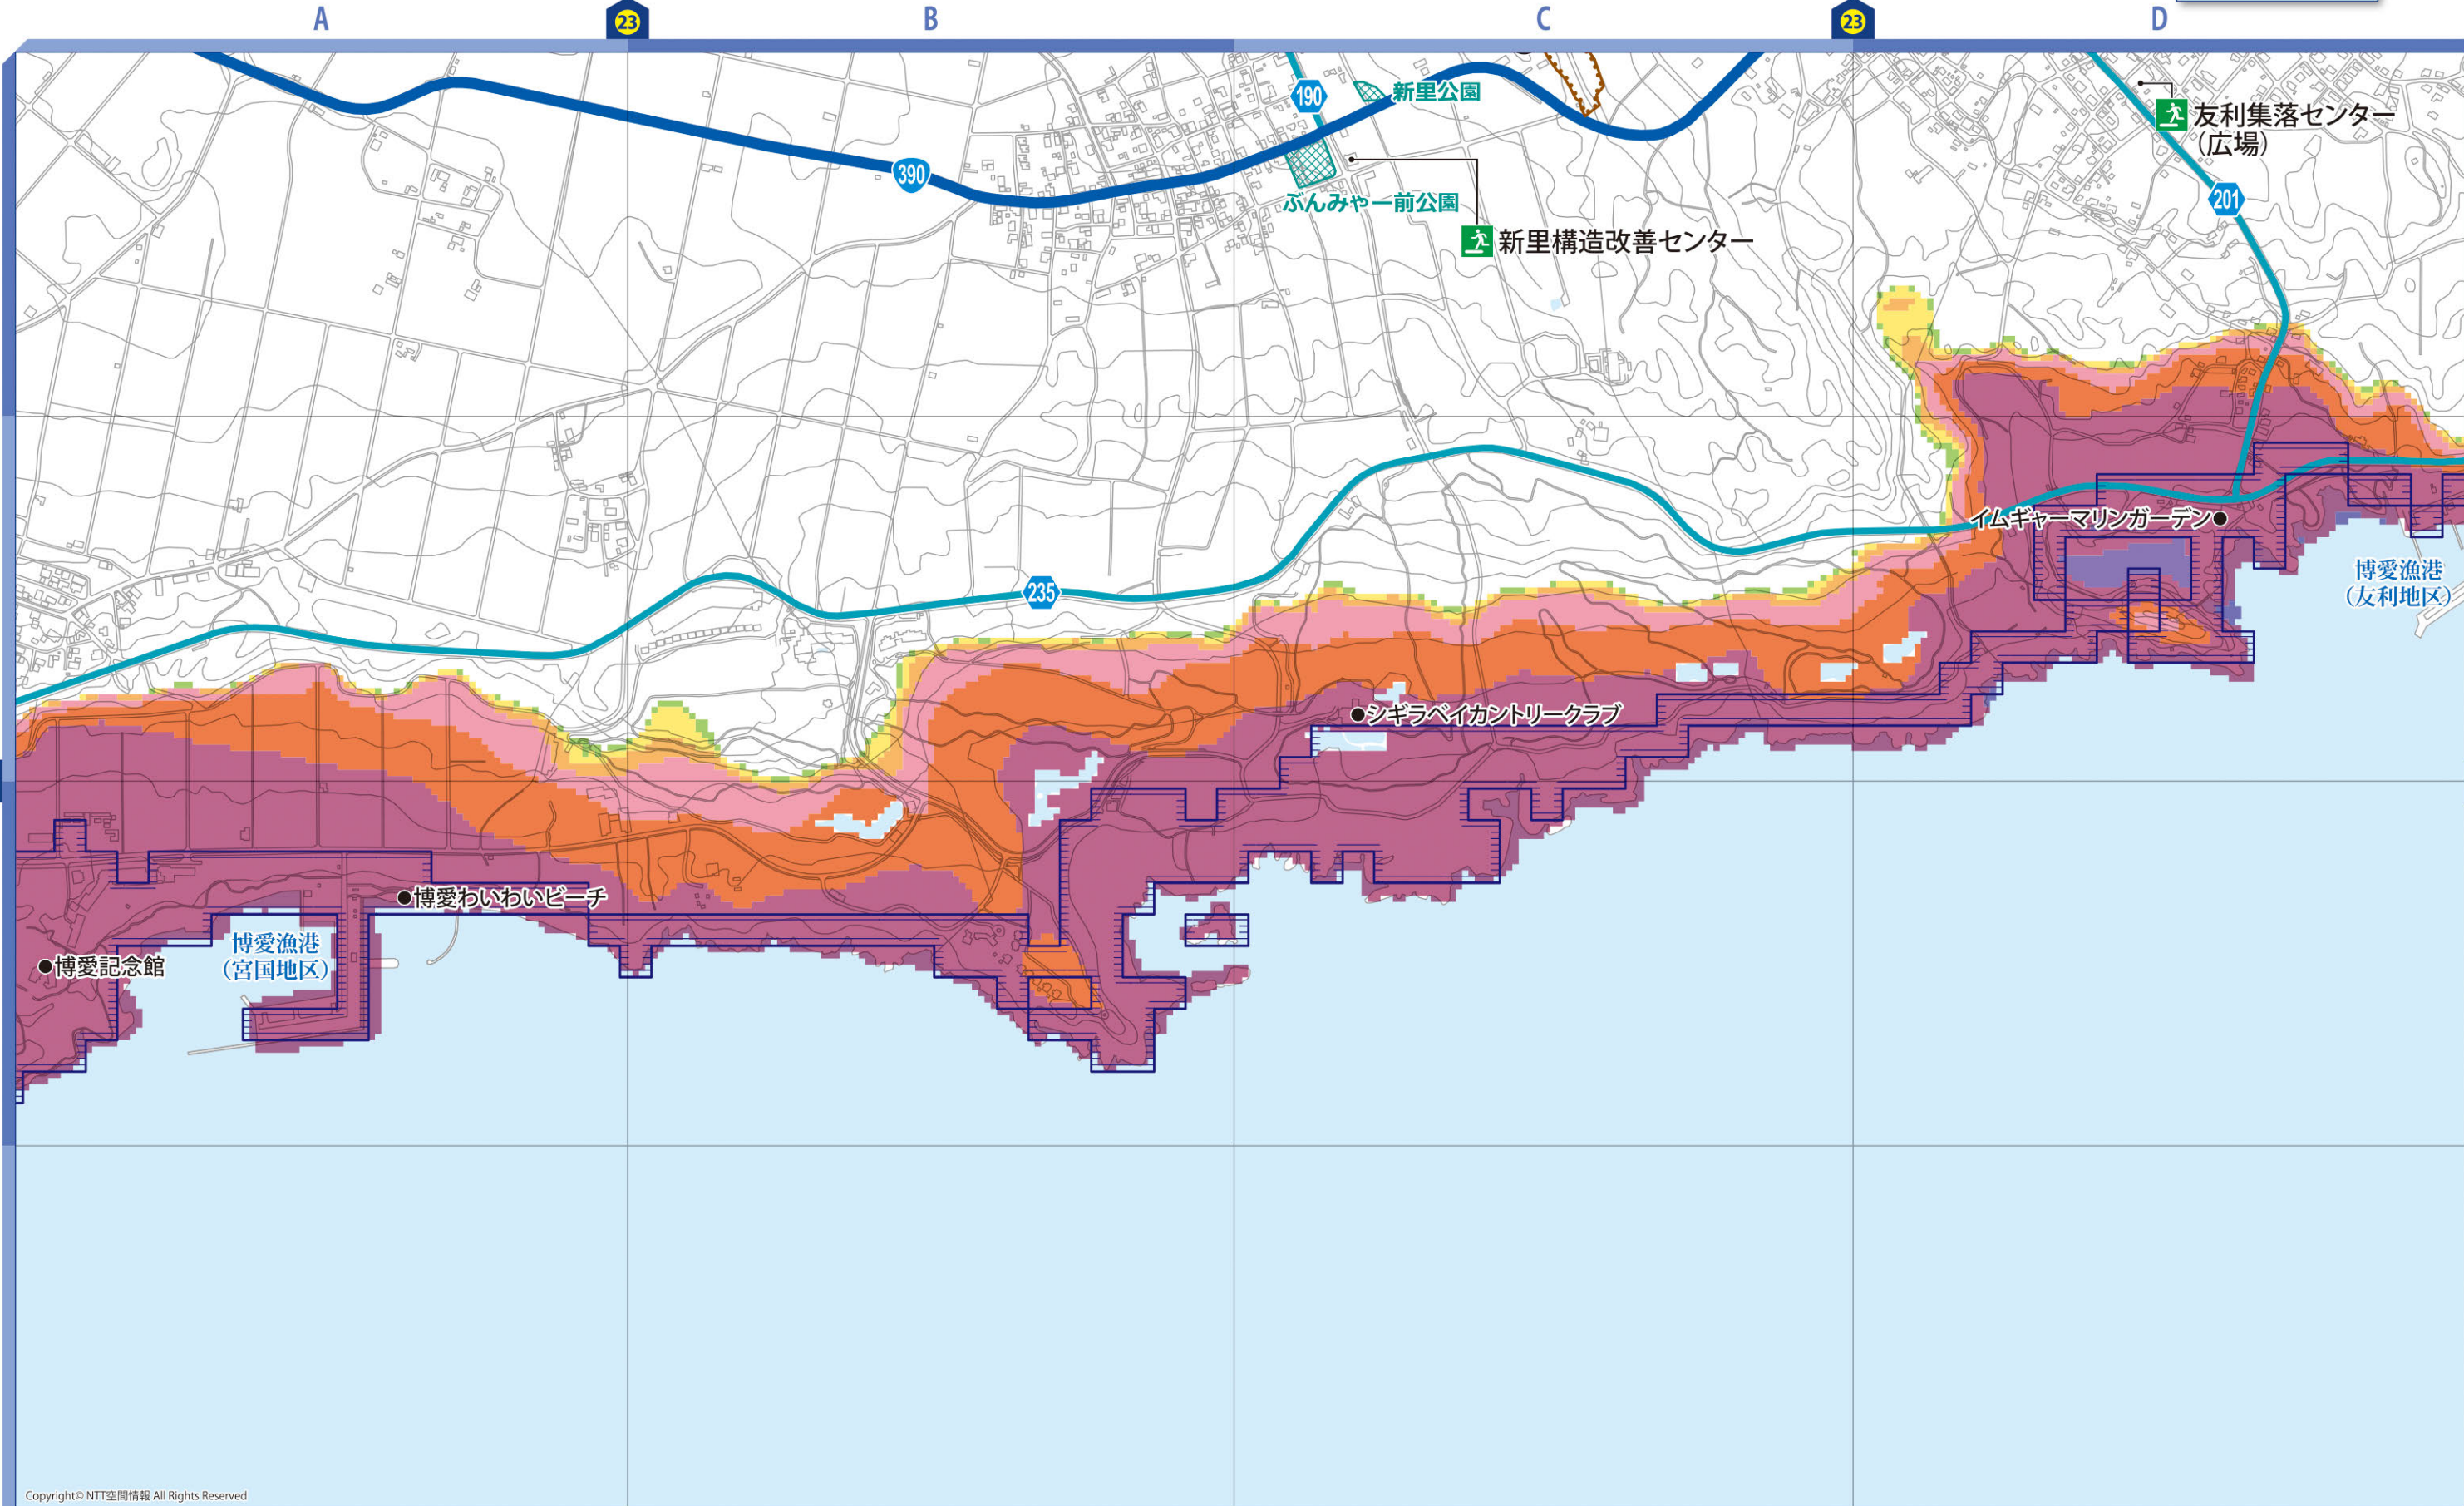 A
23
B
C
23
D
190
新里公園
友利集落センター
(広場)
390
ぶんみゃー前公園
201
新里構造改善センター
イムギャーマリンガーデン
235
博愛漁港
(友利地区)
シギラベイカントリークラブ
博愛わいわいビーチ
博愛漁港
(宮国地区)
博愛記念館
Copyright© NTT空間情報 All Rights Reserved